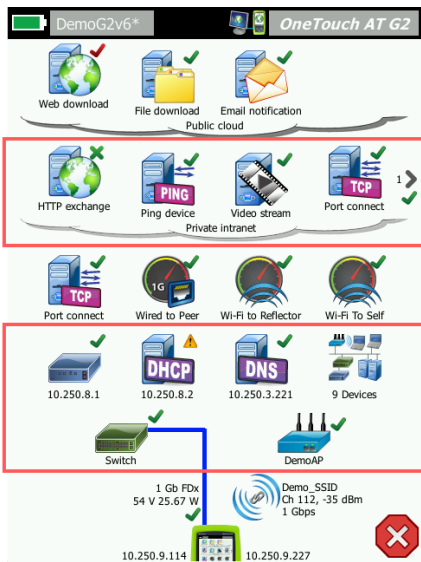 DemoG2v6*
OneTouch AT G2
Web download
File download
Email notification
Public cloud
PING
TCP
1
HTTP exchange
Ping device
Video stream
Port connect
Private intranet
TCP
1G
Port connect
Wired to Peer
Wi-Fi to Reflector
Wi-Fi To Self
DHCP
DNS
10.250.8.1
10.250.8.2
10.250.3.221
9 Devices
Switch
DemoAP
1 Gb FDx
54 V 25.67 W
Demo_SSID
Ch 112, -35 dBm
1 Gbps
10.250.9.114
10.250.9.227